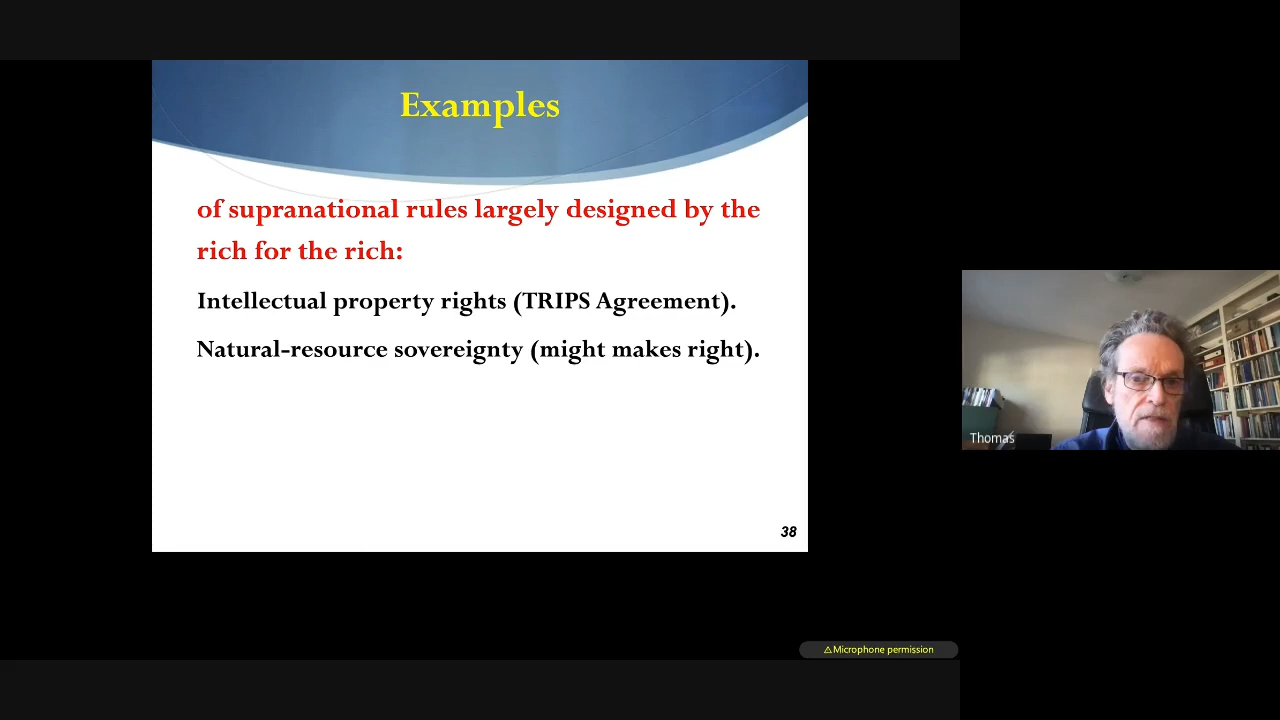 Examples
of supranational rules largely designed by the
rich for the rich:
Intellectual property rights (TRIPS Agreement).
Natural-resource sovereignty (might makes right).
38
Thomas
⚠Microphone permission